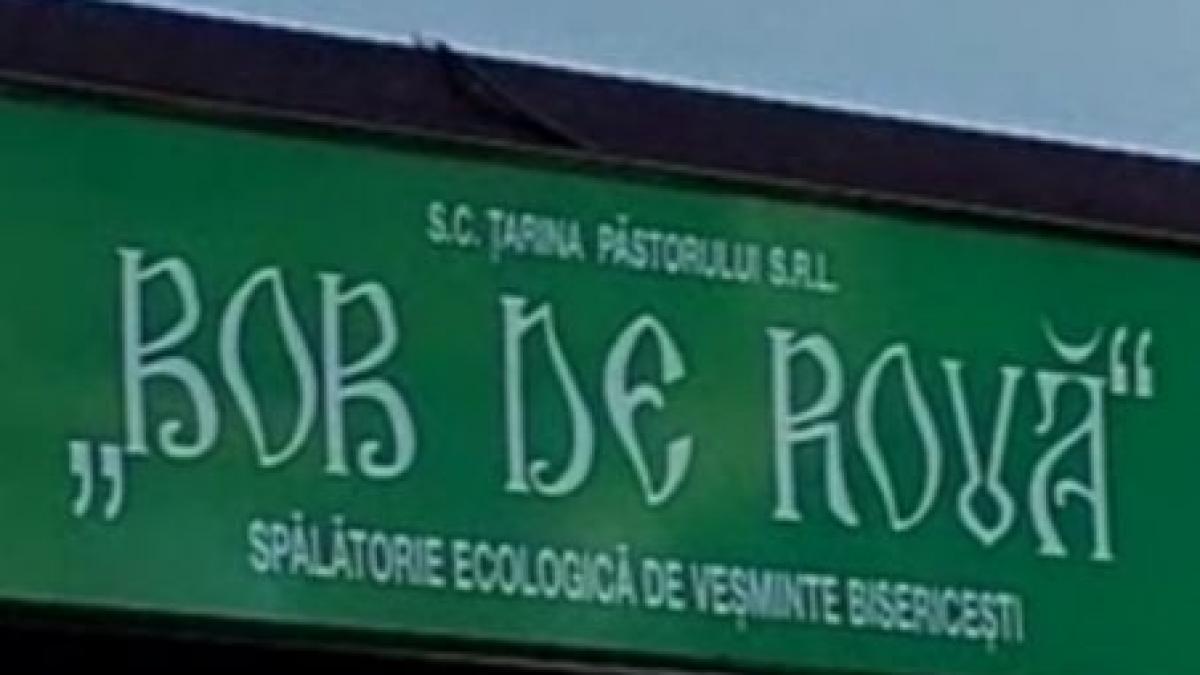 S.C. ȚARINA PĂSTORULUI S.R.L.
„BOB DE ROUĂ“
SPĂLĂTORIE ECOLOGICĂ DE VEȘMINTE BISERICEȘTI